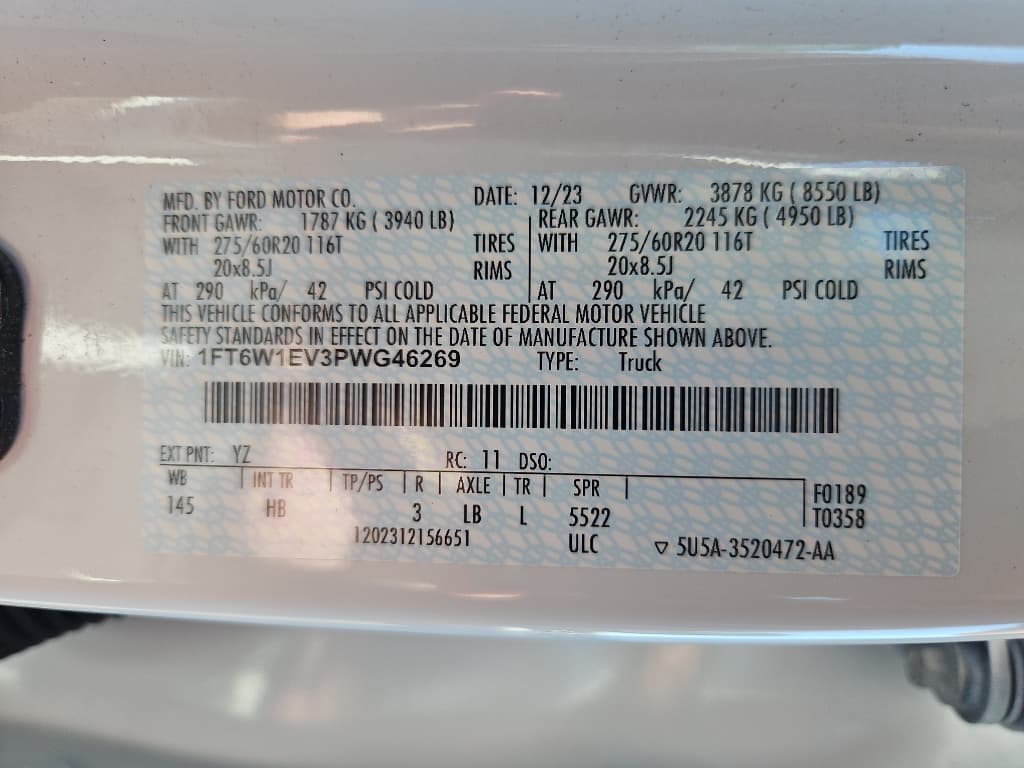 MFD. BY FORD MOTOR CO. DATE: 12/23 GVWR: 3878 KG ( 8550 LB)
FRONT GAWR: 1787 KG ( 3940 LB) REAR GAWR: 2245 KG ( 4950 LB)
WITH 275/60R20 116T TIRES WITH 275/60R20 116T TIRES
20x8.5J RIMS 20x8.5J RIMS
AT 290 kPa/ 42 PSI COLD AT 290 kPa/ 42 PSI COLD
THIS VEHICLE CONFORMS TO ALL APPLICABLE FEDERAL MOTOR VEHICLE
SAFETY STANDARDS IN EFFECT ON THE DATE OF MANUFACTURE SHOWN ABOVE.
VIN: 1FT6W1EV3PWG46269 TYPE: Truck
EXT PNT: YZ RC: 11 DSO:
WB INT TR TP/PS R AXLE TR SPR F0189
145 HB 3 LB L 5522 T0358
1202312156651 ULC ▽ 5U5A-3520472-AA